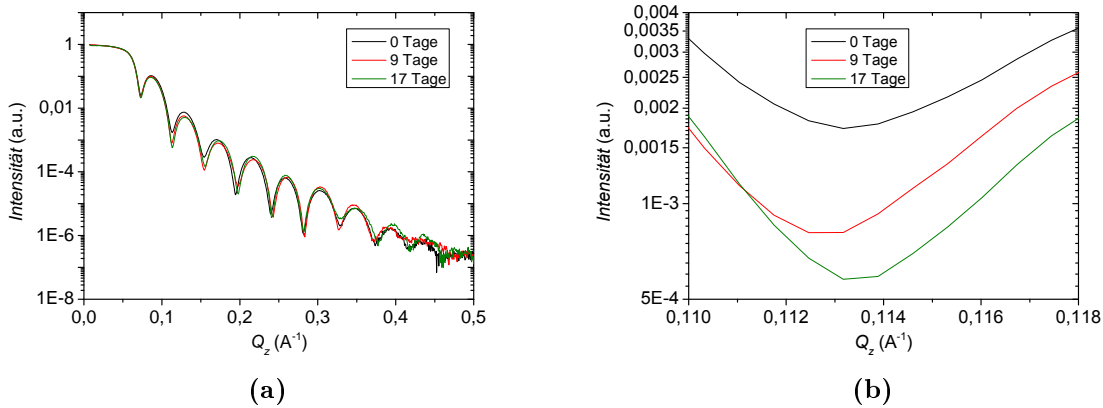 Intensität (a.u.)
1
0,01
1E-4
1E-6
1E-8
0 Tage
9 Tage
17 Tage
0,0 0,1 0,2 0,3 0,4 0,5
Q_z (A⁻¹)
(a)
Intensität (a.u.)
0,004
0,0035
0,003
0,0025
0,002
0,0015
1E-3
5E-4
0 Tage
9 Tage
17 Tage
0,110 0,112 0,114 0,116 0,118
Q_z (A⁻¹)
(b)